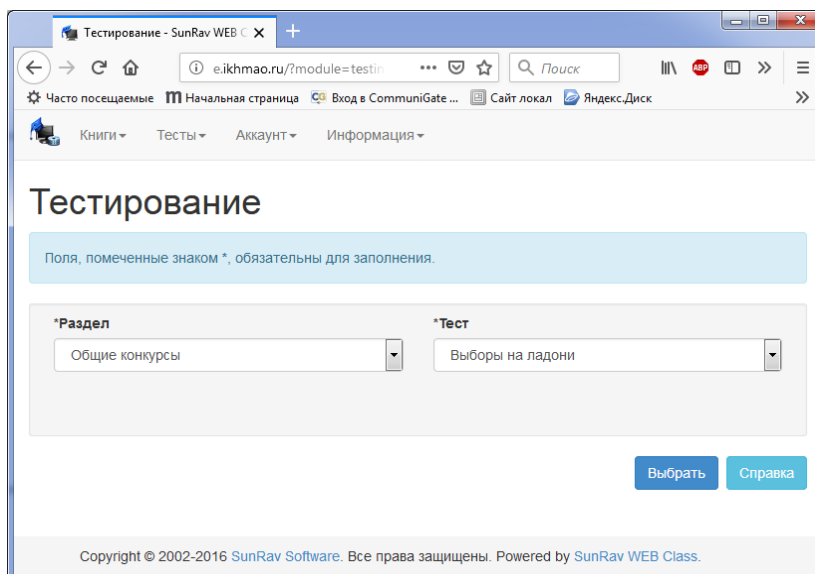 Тестирование - SunRav WEB C
e.ikhmao.ru/?module=testin
Поиск
ABP
Часто посещаемые Начальная страница CG Вход в CommuniGate ... Сайт локал Яндекс.Диск
Книги Тесты Аккаунт Информация
Тестирование
Поля, помеченные знаком *, обязательны для заполнения.
*Раздел *Тест
Общие конкурсы Выборы на ладони
Выбрать Справка
Copyright © 2002-2016 SunRav Software. Все права защищены. Powered by SunRav WEB Class.